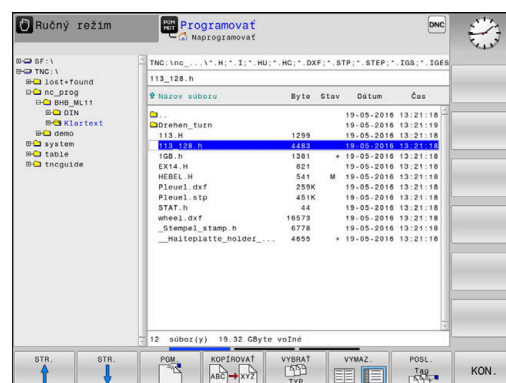 Ručný režim
PGM MGT
Programovať
Naprogramovať
DNC
SF:\
TNC:\
lost+found
nc_prog
BHB_ML11
DIN
Klartext
demo
system
table
tncguide
TNC:\nc_...\*.H;*.I;*.HU;*.HC;*.DXF;*.STP;*.STEP;*.IGS;*.IGES
113_128.h
Názov súboru Byte Stav Dátum Čas
.. 19-05-2016 13:21:18
Drehen_turn 19-05-2016 13:21:19
113.H 1299 19-05-2016 13:21:18
113_128.h 4483 19-05-2016 13:21:18
1GB.h 1381 + 19-05-2016 13:21:18
EX14.H 821 19-05-2016 13:21:18
HEBEL.H 541 M 19-05-2016 13:21:18
Pleuel.dxf 259K 19-05-2016 13:21:18
Pleuel.stp 451K 19-05-2016 13:21:18
STAT.h 44 19-05-2016 13:21:18
wheel.dxf 16573 19-05-2016 13:21:18
_Stempel_stamp.h 6778 19-05-2016 13:21:18
__Halteplatte_holder_... 4655 + 19-05-2016 13:21:18
12 súbor(y) 19.32 GByte voľné
STR.
STR.
PGM
KOPÍROVAŤ
ABC XYZ
VYBRAŤ
TYP
VYMAZ.
POSL.
Tag
KON.